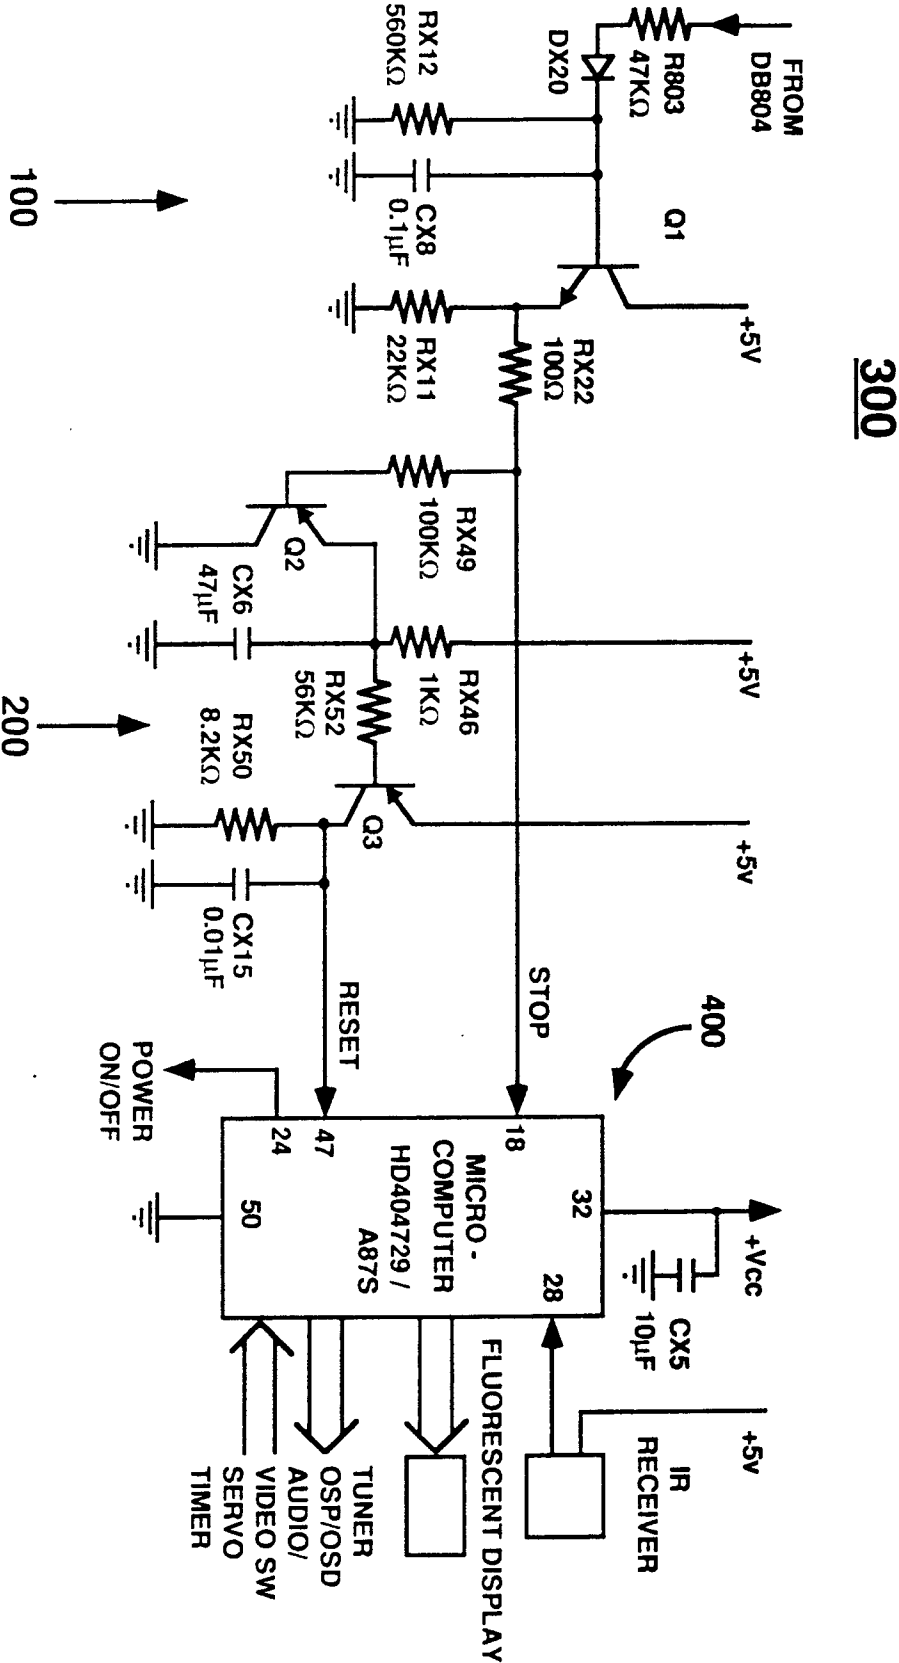 300
FROM
DB804
R803
47KΩ
DX20
RX12
560KΩ
CX8
0.1µF
Q1
+5V
RX22
100Ω
RX11
22KΩ
100
RX49
100KΩ
Q2
CX6
47µF
+5V
RX46
1KΩ
RX52
56KΩ
200
RX50
8.2KΩ
Q3
+5v
CX15
0.01µF
STOP
RESET
400
POWER
ON/OFF
18
47
24
32
50
28
MICRO -
COMPUTER
HD404729 /
A87S
+Vcc
CX5
10µF
+5v
IR
RECEIVER
FLUORESCENT DISPLAY
TUNER
OSP/OSD
AUDIO/
VIDEO SW
SERVO
TIMER